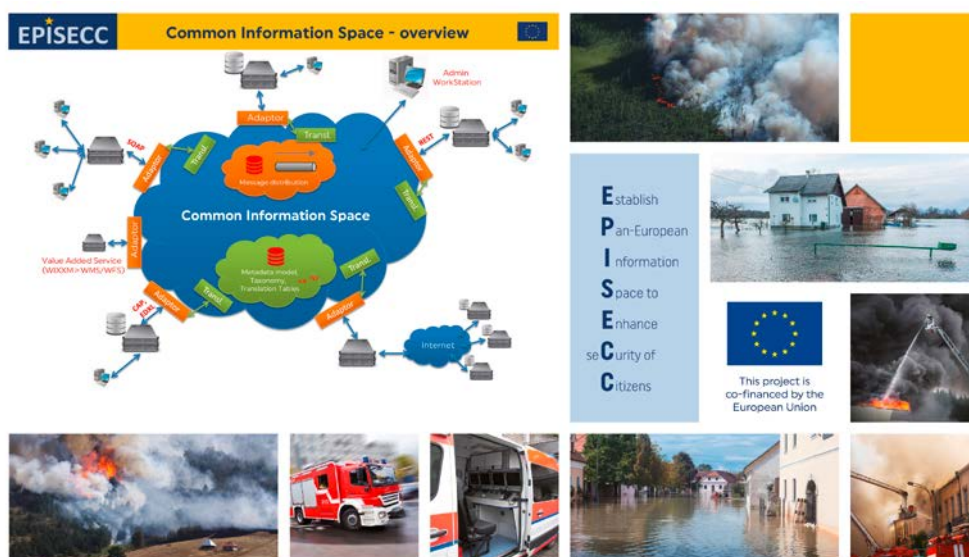 EPISECC
Common Information Space - overview
Admin
WorkStation
Adaptor
Transl.
SOAP
Adaptor
Transl.
REST
Adaptor
Transl.
Message distribution
Common Information Space
Adaptor
Value Added Service
(WIXXM>WMS/WFS)
Metadata model,
Taxonomy,
Translation Tables
Transl.
CAP,
Adaptor
Transl.
Adaptor
Internet
Establish
Pan-European
Information
Space to
Enhance
seCurity of
Citizens
This project is
co-financed by the
European Union